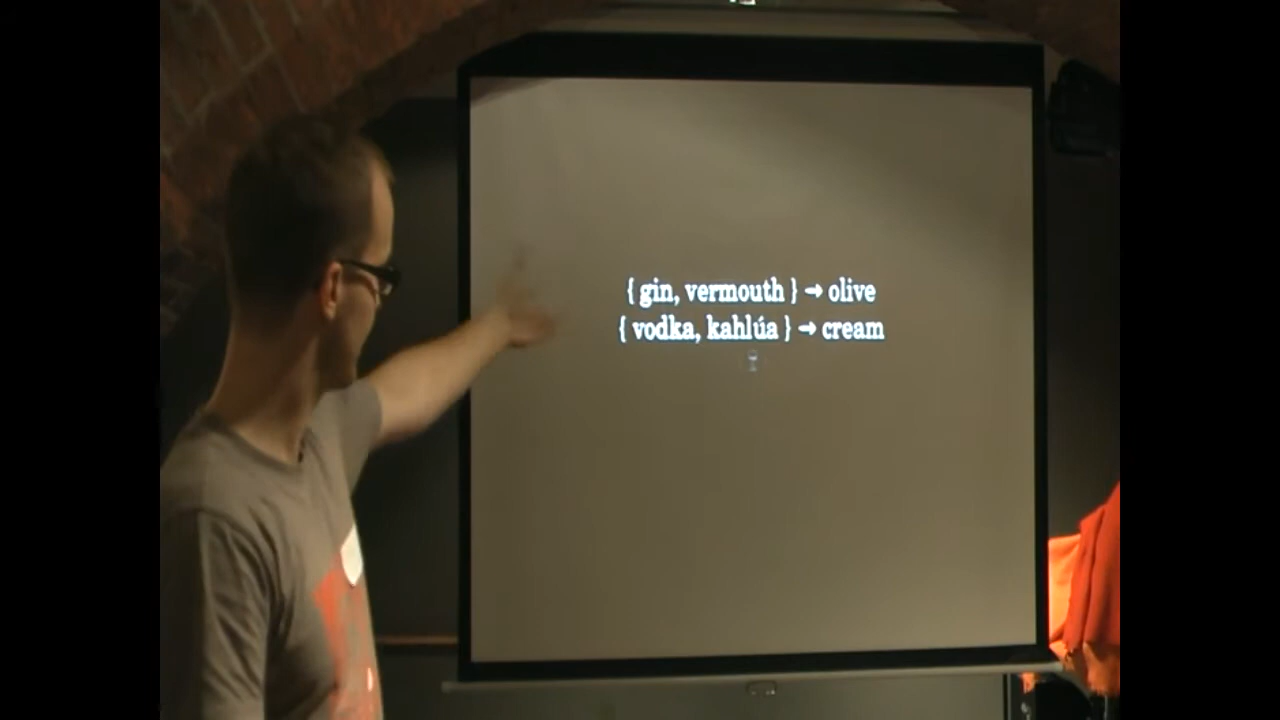 { gin, vermouth } → olive
{ vodka, kahlúa } → cream